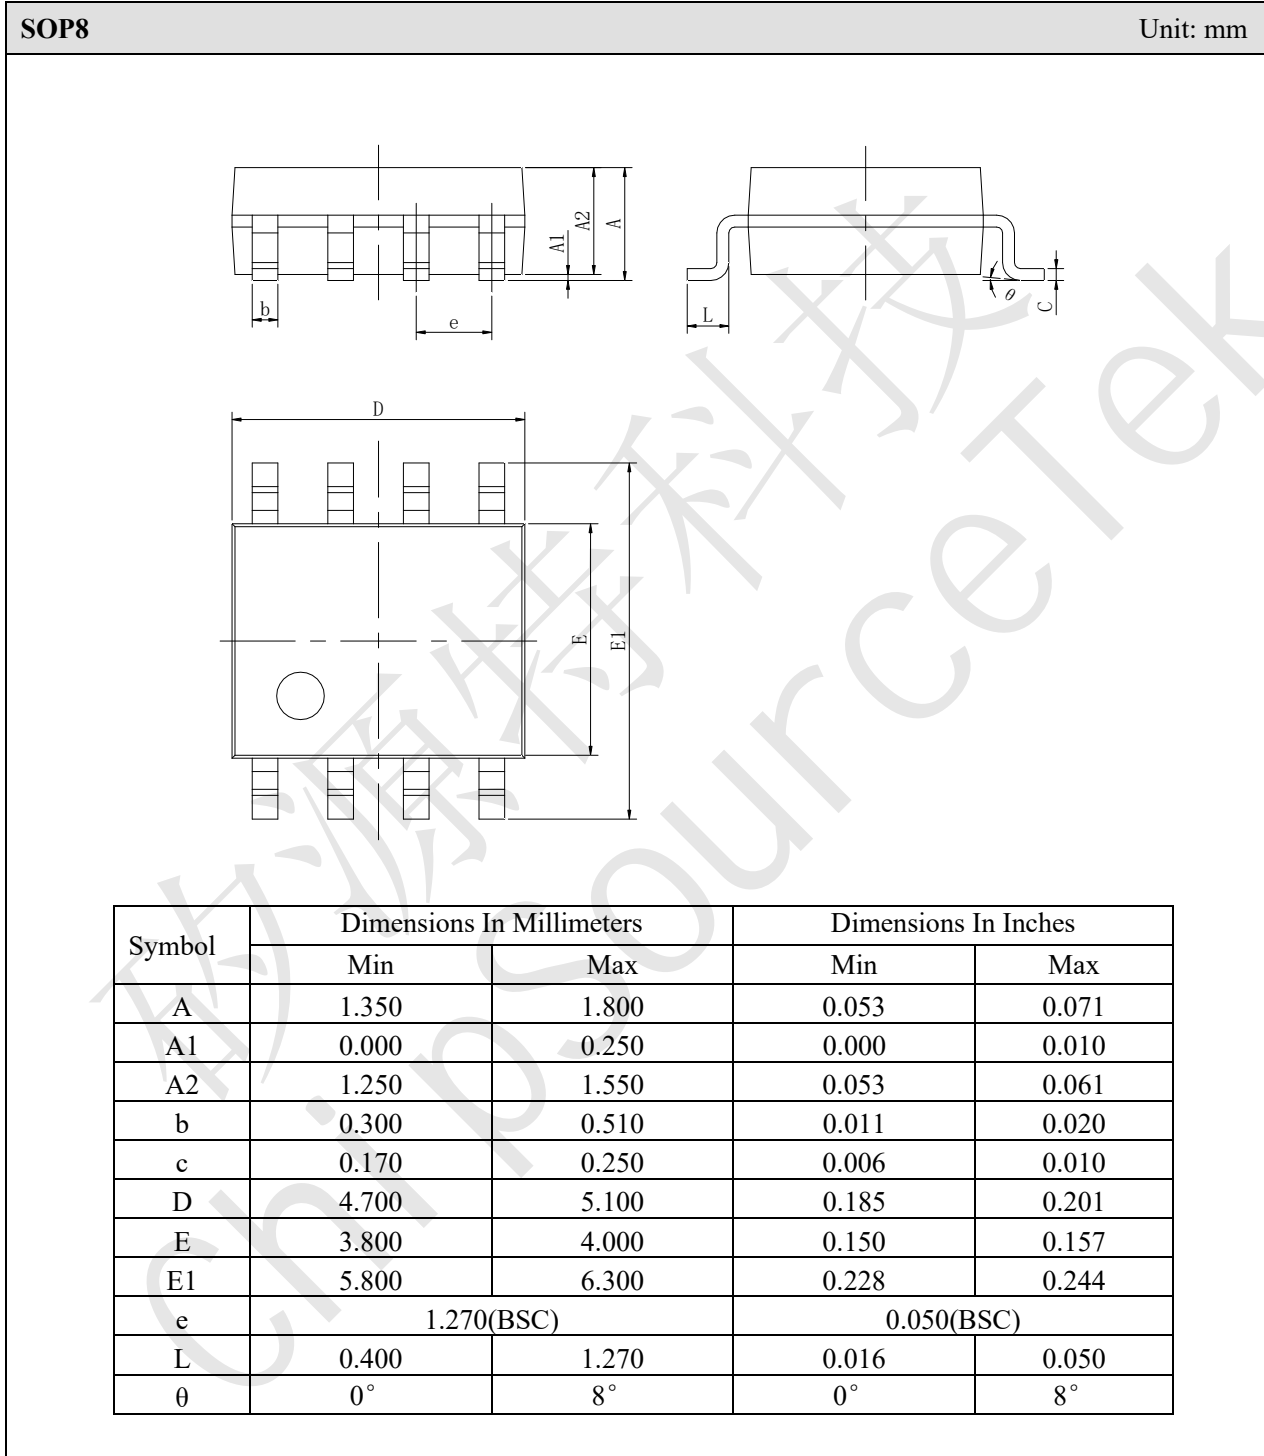 SOP8 Unit: mm
A1
A2
A
b
e
L
θ
C
D
E
E1
Symbol Dimensions In Millimeters Dimensions In Inches
Min Max Min Max
A 1.350 1.800 0.053 0.071
A1 0.000 0.250 0.000 0.010
A2 1.250 1.550 0.053 0.061
b 0.300 0.510 0.011 0.020
c 0.170 0.250 0.006 0.010
D 4.700 5.100 0.185 0.201
E 3.800 4.000 0.150 0.157
E1 5.800 6.300 0.228 0.244
e 1.270(BSC) 0.050(BSC)
L 0.400 1.270 0.016 0.050
θ 0° 8° 0° 8°
矽源特科技
ChipSourceTek